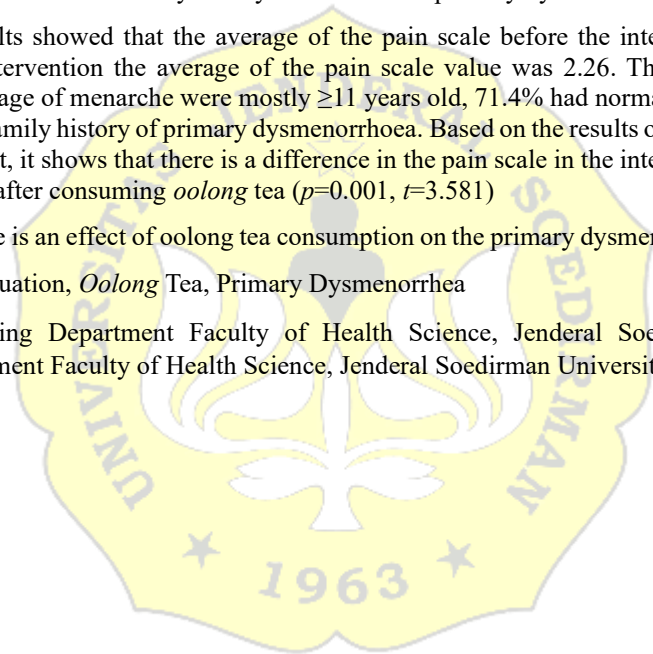 lts showed that the average of the pain scale before the inte
tervention the average of the pain scale value was 2.26. Th
age of menarche were mostly ≥11 years old, 71.4% had norma
amily history of primary dysmenorrhoea. Based on the results o
t, it shows that there is a difference in the pain scale in the inte
after consuming oolong tea (p=0.001, t=3.581)
e is an effect of oolong tea consumption on the primary dysmen
uation, Oolong Tea, Primary Dysmenorrhea
ing Department Faculty of Health Science, Jenderal Soe
ment Faculty of Health Science, Jenderal Soedirman Universit
UNIVERSITAS JENDERAL SOEDIRMAN
1963